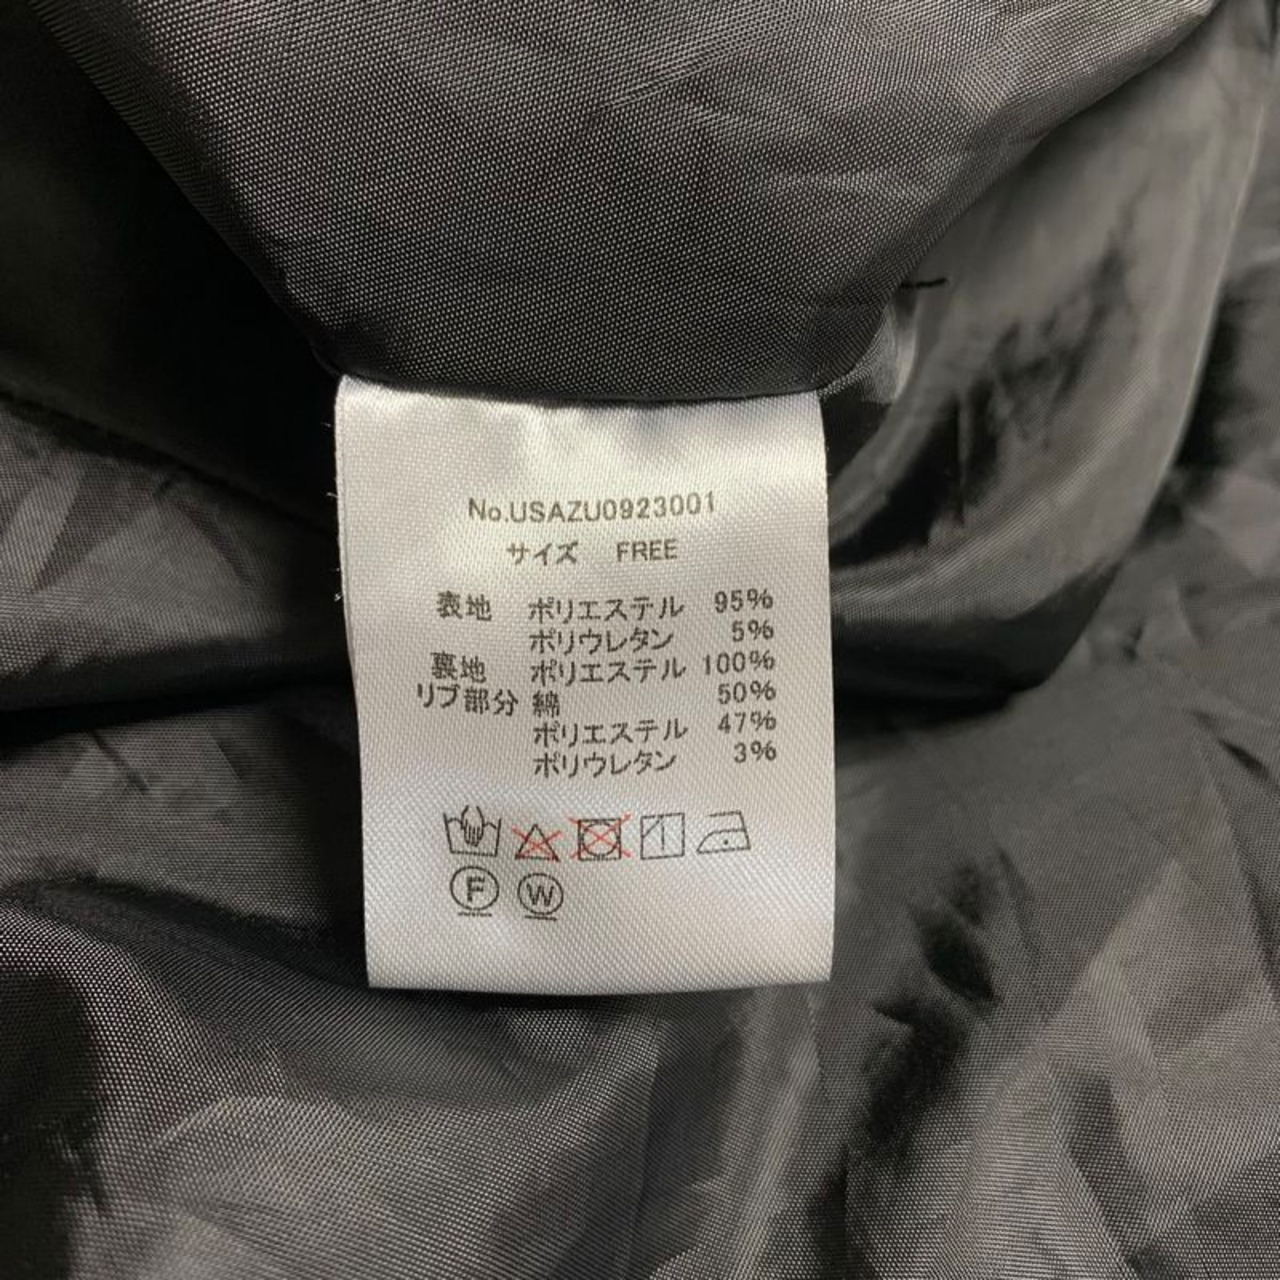 No.USAZU0923001
サイズ FREE
表地 ポリエステル 95%
ポリウレタン 5%
裏地 ポリエステル 100%
リブ部分 綿 50%
ポリエステル 47%
ポリウレタン 3%
F W